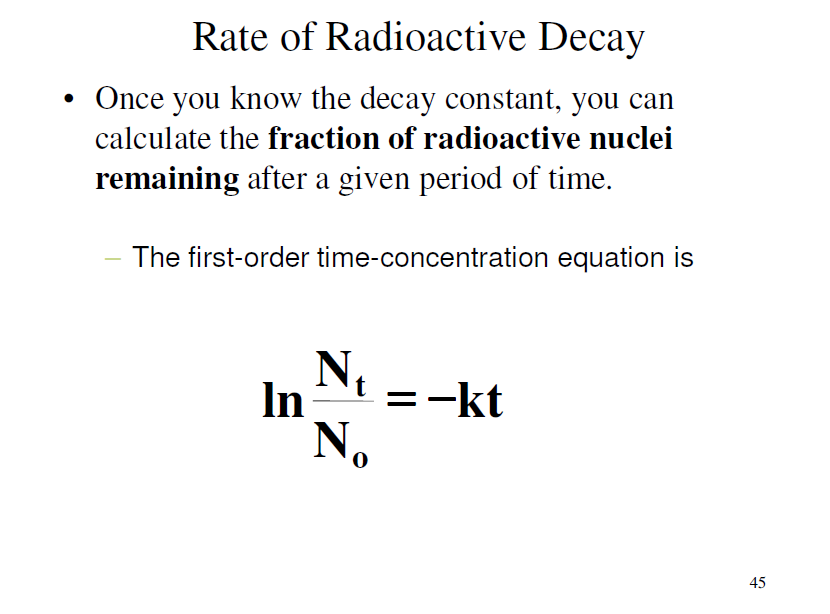 Rate of Radioactive Decay
• Once you know the decay constant, you can
calculate the fraction of radioactive nuclei
remaining after a given period of time.
– The first-order time-concentration equation is
ln Nt/No = −kt
45